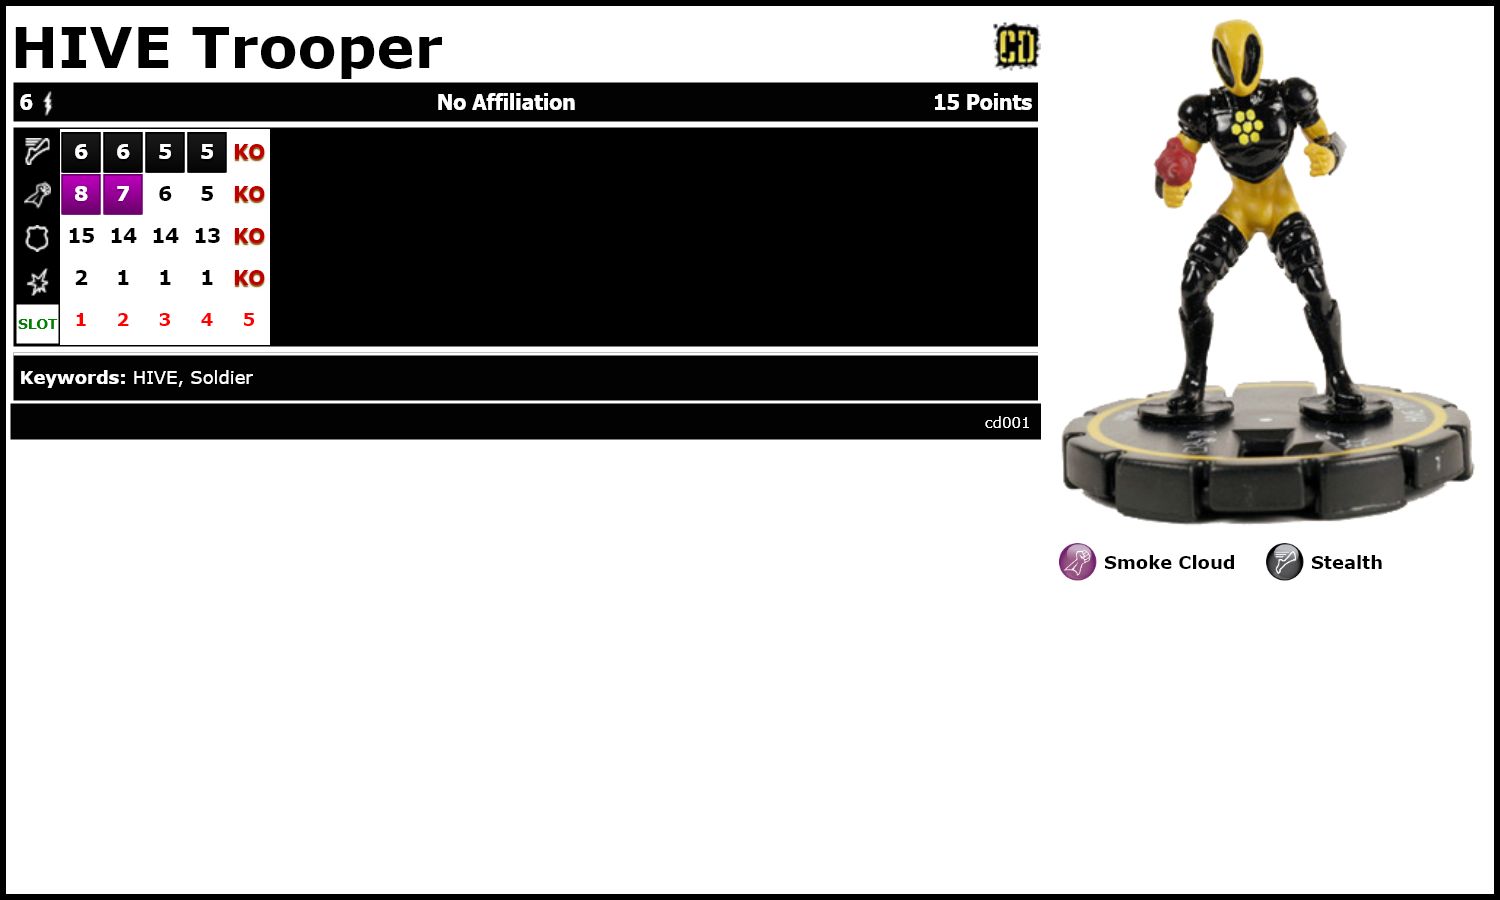 HIVE Trooper
CD
6 No Affiliation 15 Points
6 6 5 5 KO
8 7 6 5 KO
15 14 14 13 KO
2 1 1 1 KO
SLOT 1 2 3 4 5
Keywords: HIVE, Soldier
cd001
Smoke Cloud Stealth